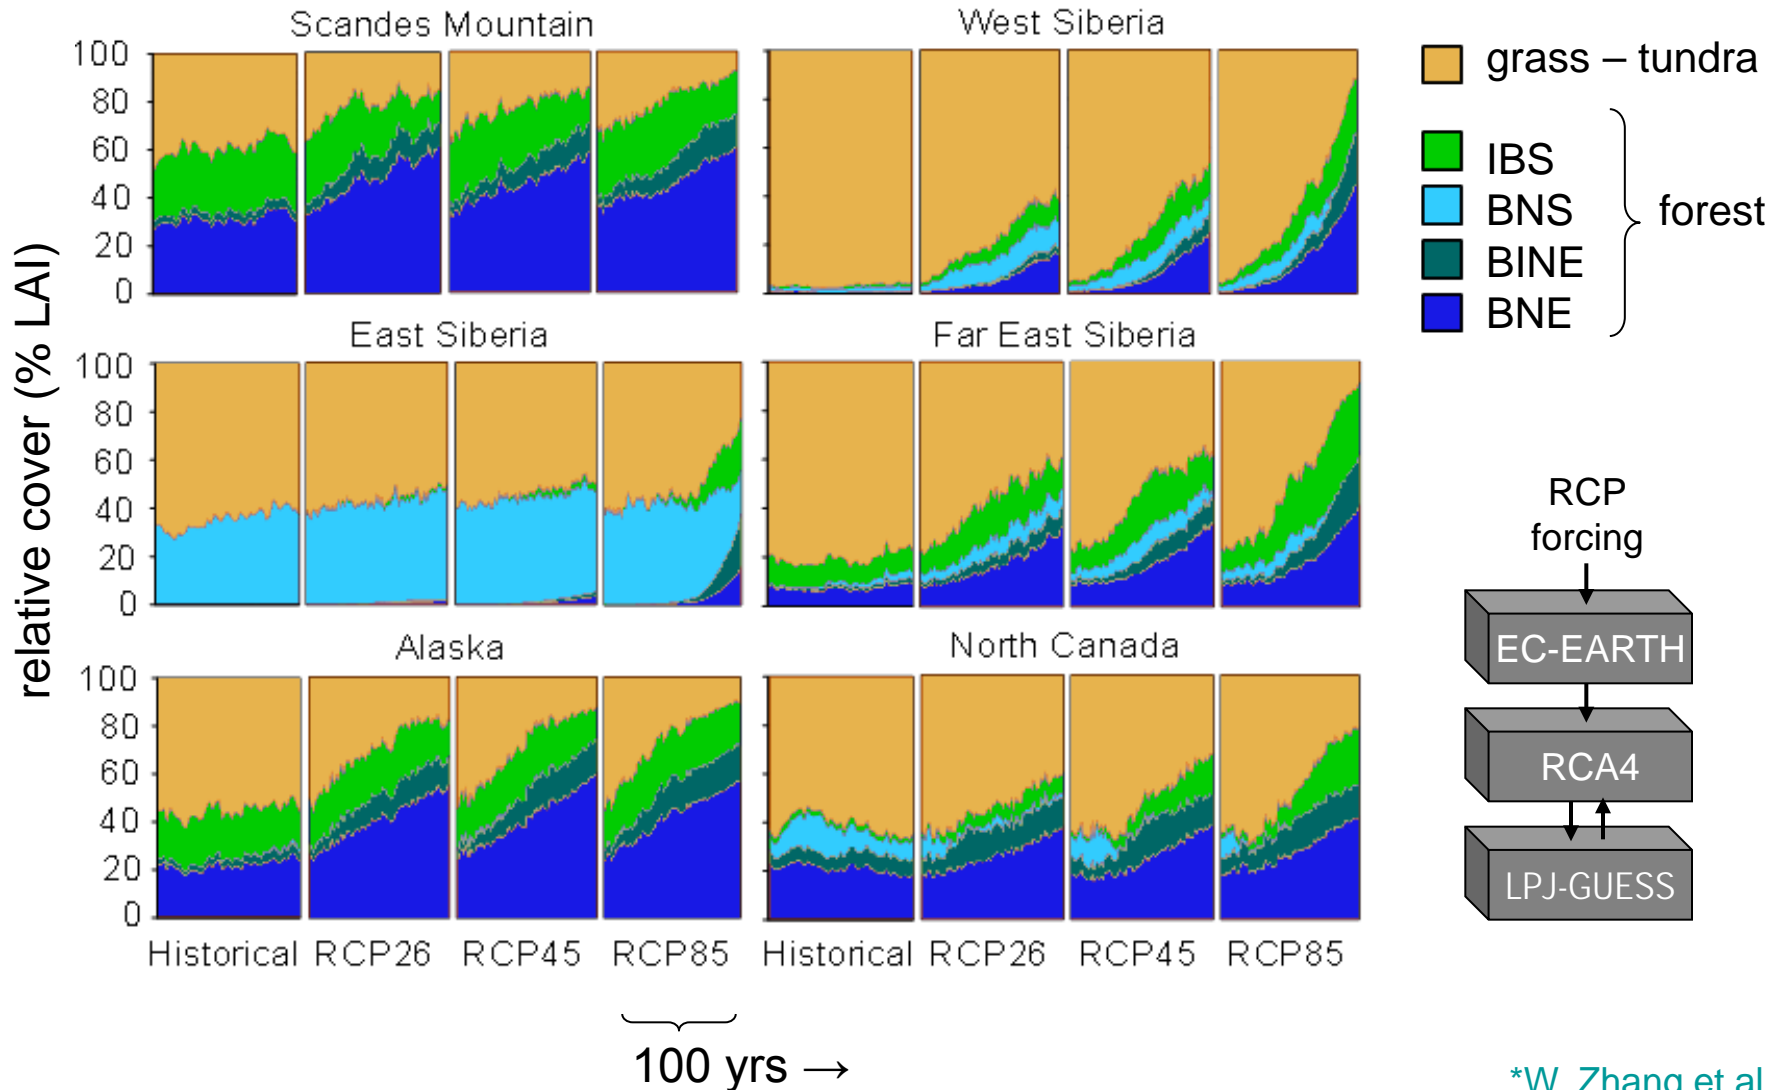 Scandes Mountain
West Siberia
100
80
60
40
20
0
East Siberia
Far East Siberia
100
80
60
40
20
0
Alaska
North Canada
100
80
60
40
20
0
relative cover (% LAI)
Historical RCP26 RCP45 RCP85 Historical RCP26 RCP45 RCP85
100 yrs →
grass – tundra
IBS
BNS
BINE
BNE
forest
RCP
forcing
EC-EARTH
RCA4
LPJ-GUESS
*W. Zhang et al